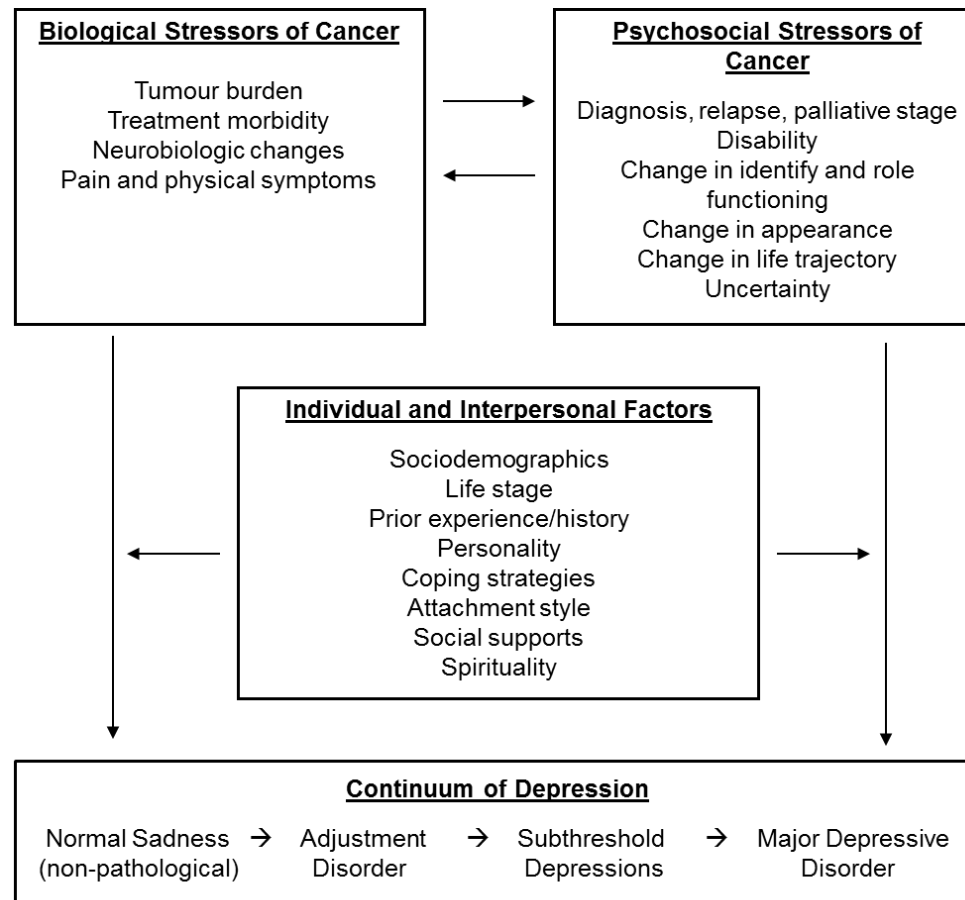 Biological Stressors of Cancer
Tumour burden
Treatment morbidity
Neurobiologic changes
Pain and physical symptoms
Psychosocial Stressors of
Cancer
Diagnosis, relapse, palliative stage
Disability
Change in identify and role
functioning
Change in appearance
Change in life trajectory
Uncertainty
Individual and Interpersonal Factors
Sociodemographics
Life stage
Prior experience/history
Personality
Coping strategies
Attachment style
Social supports
Spirituality
Continuum of Depression
Normal Sadness → Adjustment → Subthreshold → Major Depressive
(non-pathological) Disorder Depressions Disorder